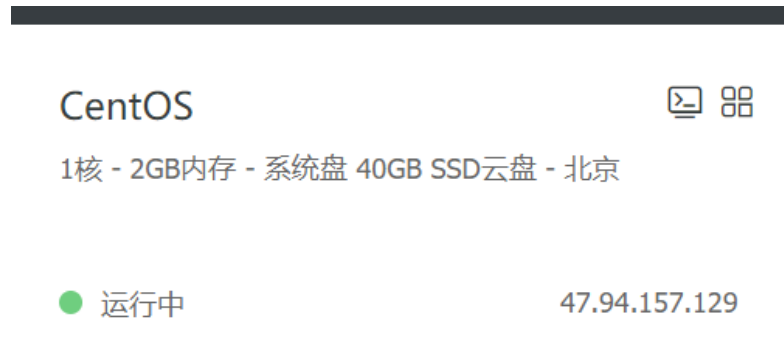 CentOS
1核 - 2GB内存 - 系统盘 40GB SSD云盘 - 北京
运行中 47.94.157.129